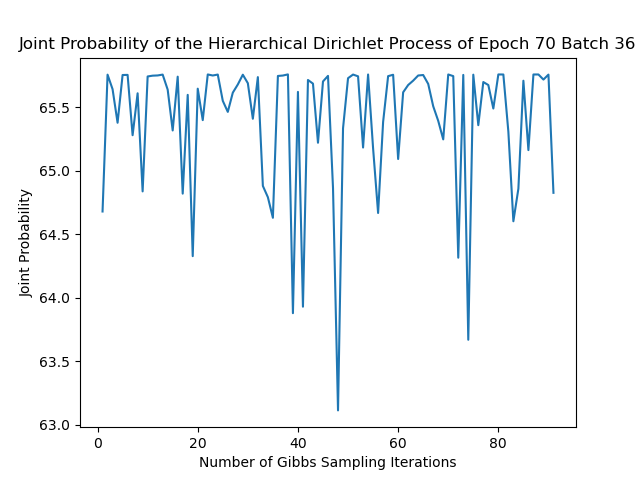 Joint Probability of the Hierarchical Dirichlet Process of Epoch 70 Batch 36
65.5
65.0
64.5
64.0
63.5
63.0
Joint Probability
0 20 40 60 80
Number of Gibbs Sampling Iterations